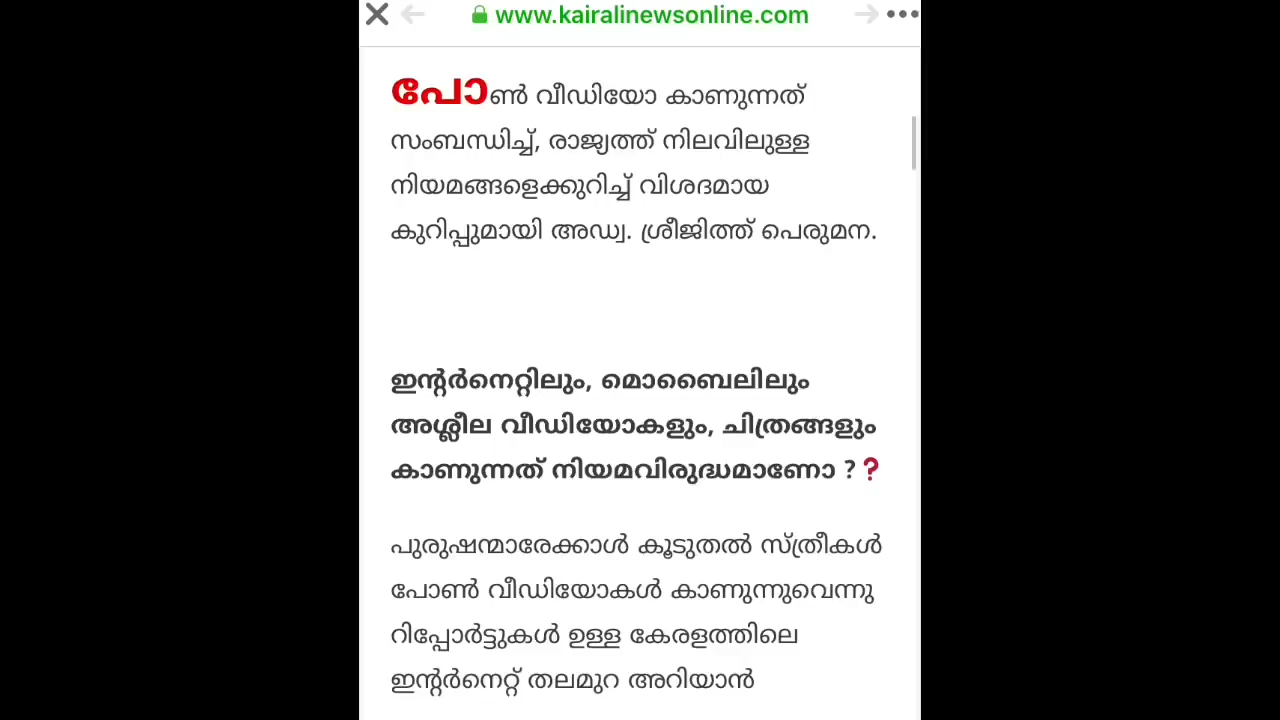 www.kairalinewsonline.com
പോൺ വീഡിയോ കാണുന്നത്
സംബന്ധിച്ച്, രാജ്യത്ത് നിലവിലുള്ള
നിയമങ്ങളെക്കുറിച്ച് വിശദമായ
കുറിപ്പുമായി അഡ്വ. ശ്രീജിത്ത് പെരുമന.
ഇന്റർനെറ്റിലും, മൊബൈലിലും
അശ്ലീല വീഡിയോകളും, ചിത്രങ്ങളും
കാണുന്നത് നിയമവിരുദ്ധമാണോ ? ❓
പുരുഷന്മാരേക്കാൾ കൂടുതൽ സ്ത്രീകൾ
പോൺ വീഡിയോകൾ കാണുന്നുവെന്നു
റിപ്പോർട്ടുകൾ ഉള്ള കേരളത്തിലെ
ഇന്റർനെറ്റ് തലമുറ അറിയാൻ